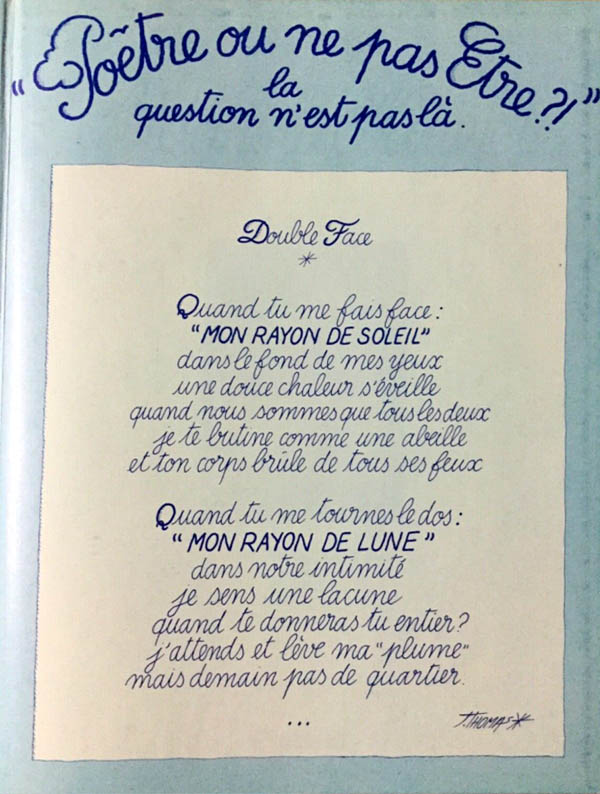 "Poêtre ou ne pas Etre?!"
la
question n'est pas là.
Double Face
*
Quand tu me fais face :
"MON RAYON DE SOLEIL"
dans le fond de mes yeux
une douce chaleur s'éveille
quand nous sommes que tous les deux
je te butine comme une abeille
et ton corps brûle de tous ses feux
Quand tu me tournes le dos :
"MON RAYON DE LUNE"
dans notre intimité
je sens une lacune
quand te donneras tu entier?
j'attends et lève ma "plume"
mais demain pas de quartier.
...
J.THOMAS*